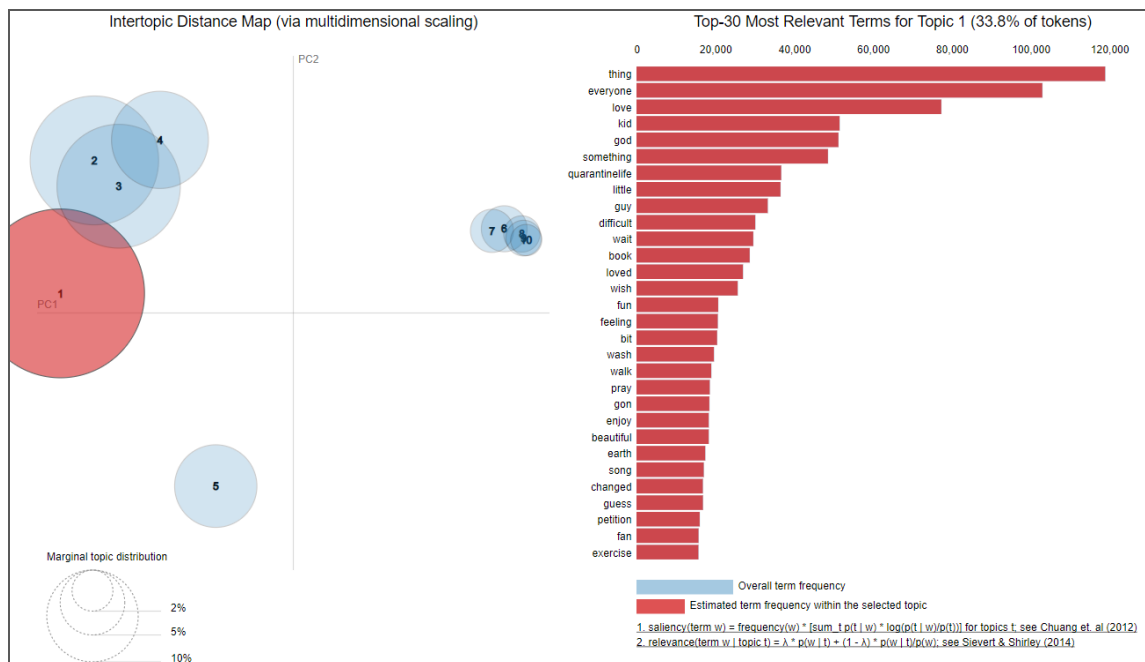 Intertopic Distance Map (via multidimensional scaling)
PC2
4
2
3
7
6
8
10
1
PC1
5
Marginal topic distribution
2%
5%
10%
Top-30 Most Relevant Terms for Topic 1 (33.8% of tokens)
0 20,000 40,000 60,000 80,000 100,000 120,000
thing
everyone
love
kid
god
something
quarantinelife
little
guy
difficult
wait
book
loved
wish
fun
feeling
bit
wash
walk
pray
gon
enjoy
beautiful
earth
song
changed
guess
petition
fan
exercise
Overall term frequency
Estimated term frequency within the selected topic
1. saliency(term w) = frequency(w) * [sum_t p(t | w) * log(p(t | w)/p(t))] for topics t; see Chuang et. al (2012)
2. relevance(term w | topic t) = λ * p(w | t) + (1 - λ) * p(w | t)/p(w); see Sievert & Shirley (2014)